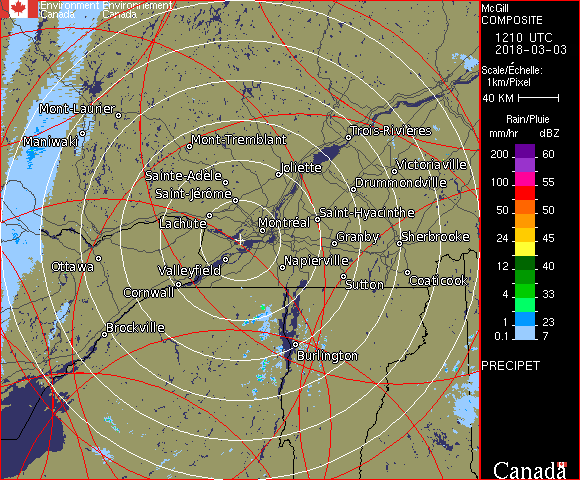 Environment Environnement
Canada Canada
McGill
COMPOSITE
1210 UTC
2018-03-03
Scale/Échelle:
1km/Pixel
40 KM
Rain/Pluie
mm/hr dBZ
200 60
150 57
100 55
50 50
24 45
12 40
4 33
1 23
0.1 7
PRECIPET
Canada
Mont-Laurier
Maniwaki
Mont-Tremblant
Trois-Rivières
Joliette
Victoriaville
Sainte-Adèle
Drummondville
Saint-Jérôme
Lachute
Montréal
Saint-Hyacinthe
Granby
Sherbrooke
Ottawa
Valleyfield
Napierville
Cornwall
Sutton
Coaticook
Brockville
Burlington